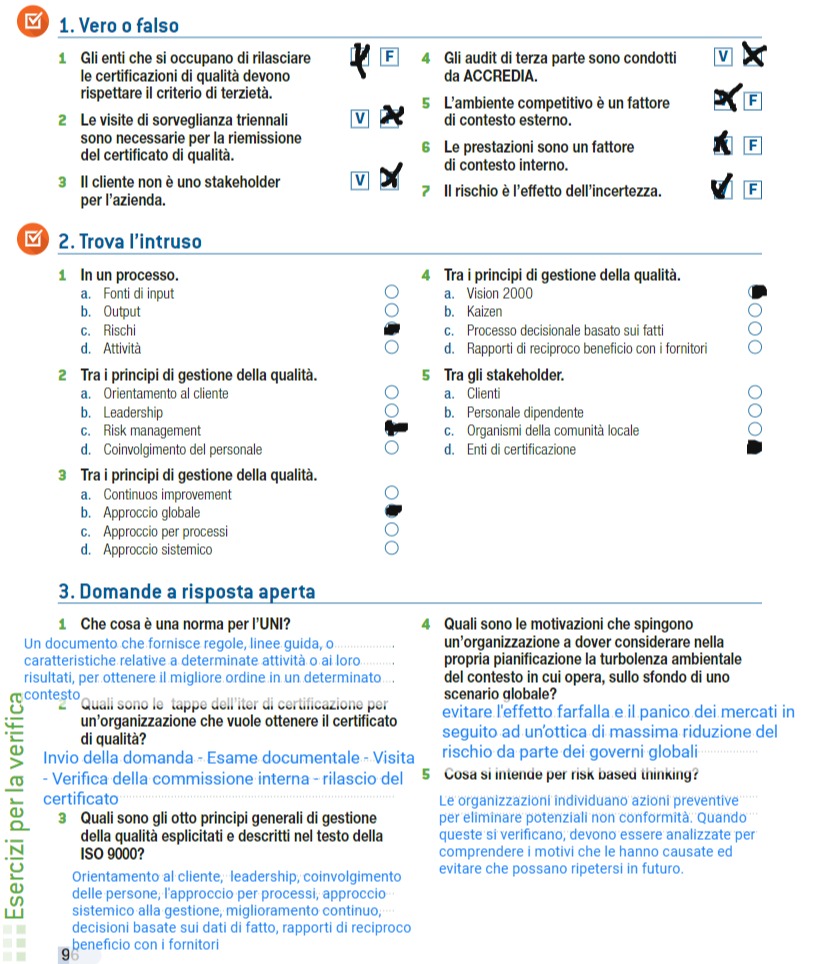 1. Vero o falso
1 Gli enti che si occupano di rilasciare
le certificazioni di qualità devono
rispettare il criterio di terzietà.
F
2 Le visite di sorveglianza triennali
sono necessarie per la riemissione
del certificato di qualità.
V
3 Il cliente non è uno stakeholder
per l'azienda.
V
4 Gli audit di terza parte sono condotti
da ACCREDIA.
V
5 L'ambiente competitivo è un fattore
di contesto esterno.
F
6 Le prestazioni sono un fattore
di contesto interno.
F
7 Il rischio è l'effetto dell'incertezza.
F
2. Trova l'intruso
1 In un processo.
a. Fonti di input
b. Output
c. Rischi
d. Attività
2 Tra i principi di gestione della qualità.
a. Orientamento al cliente
b. Leadership
c. Risk management
d. Coinvolgimento del personale
3 Tra i principi di gestione della qualità.
a. Continuos improvement
b. Approccio globale
c. Approccio per processi
d. Approccio sistemico
4 Tra i principi di gestione della qualità.
a. Vision 2000
b. Kaizen
c. Processo decisionale basato sui fatti
d. Rapporti di reciproco beneficio con i fornitori
5 Tra gli stakeholder.
a. Clienti
b. Personale dipendente
c. Organismi della comunità locale
d. Enti di certificazione
3. Domande a risposta aperta
1 Che cosa è una norma per l'UNI?
Un documento che fornisce regole, linee guida, o
caratteristiche relative a determinate attività o ai loro
risultati, per ottenere il migliore ordine in un determinato
contesto
2 Quali sono le tappe dell'iter di certificazione per
un'organizzazione che vuole ottenere il certificato
di qualità?
Invio della domanda - Esame documentale - Visita
- Verifica della commissione interna - rilascio del
certificato
3 Quali sono gli otto principi generali di gestione
della qualità esplicitati e descritti nel testo della
ISO 9000?
Orientamento al cliente, leadership, coinvolgimento
delle persone, l'approccio per processi, approccio
sistemico alla gestione, miglioramento continuo,
decisioni basate sui dati di fatto, rapporti di reciproco
beneficio con i fornitori
4 Quali sono le motivazioni che spingono
un'organizzazione a dover considerare nella
propria pianificazione la turbolenza ambientale
del contesto in cui opera, sullo sfondo di uno
scenario globale?
evitare l'effetto farfalla e il panico dei mercati in
seguito ad un'ottica di massima riduzione del
rischio da parte dei governi globali
5 Cosa si intende per risk based thinking?
Le organizzazioni individuano azioni preventive
per eliminare potenziali non conformità. Quando
queste si verificano, devono essere analizzate per
comprendere i motivi che le hanno causate ed
evitare che possano ripetersi in futuro.
Esercizi per la verifica
96